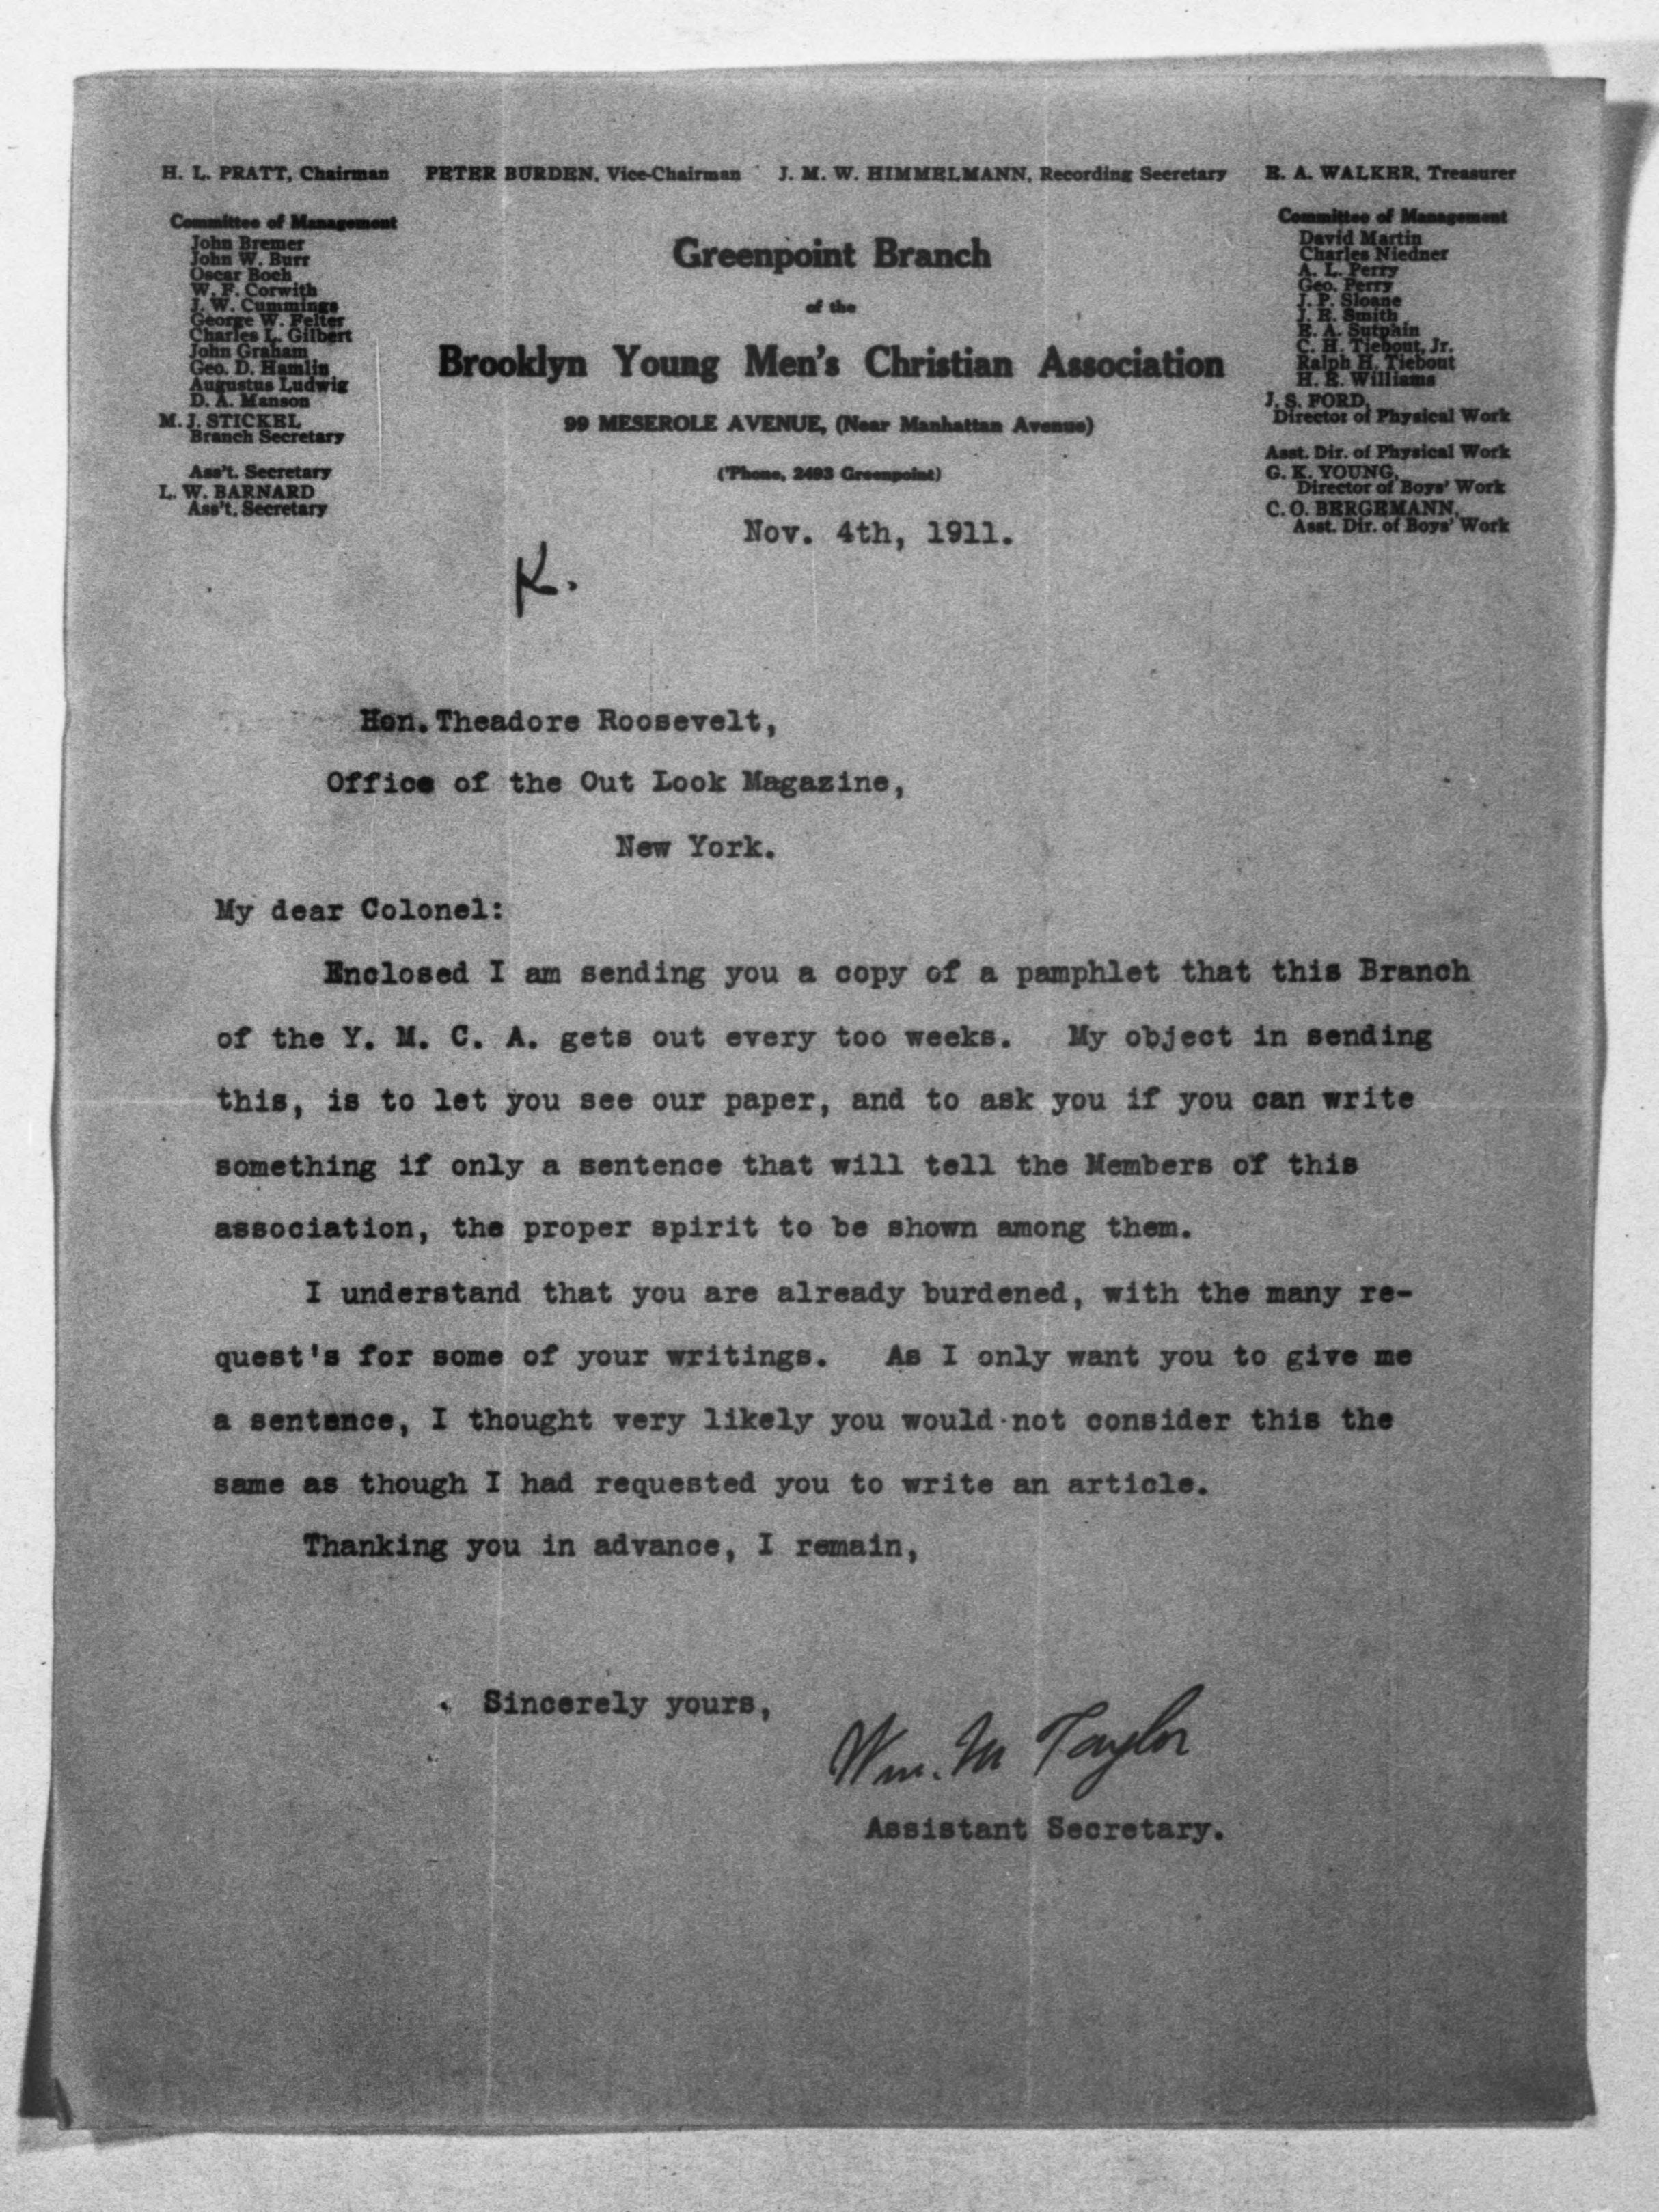 H. L. PRATT, Chairman PETER BURDEN, Vice-Chairman J. M. W. HIMMELMANN, Recording Secretary E. A. WALKER, Treasurer
Committee of Management
John Bremer
John W. Burr
Oscar Boch
W. F. Corwith
J. W. Cummings
George W. Felter
Charles L. Gilbert
John Graham
Geo. D. Hamlin
Augustus Ludwig
D. A. Manson
M. J. STICKEL
Branch Secretary
Ass't. Secretary
L. W. BARNARD
Ass't. Secretary
Greenpoint Branch
of the
Brooklyn Young Men's Christian Association
99 MESEROLE AVENUE, (Near Manhattan Avenue)
('Phone, 2493 Greenpoint)
Committee of Management
David Martin
Charles Niedner
A. L. Perry
Geo. Perry
J. P. Sloane
J. E. Smith
E. A. Sutphin
C. H. Tiebout, Jr.
Ralph H. Tiebout
H. E. Williams
J. S. FORD,
Director of Physical Work
Asst. Dir. of Physical Work
G. K. YOUNG,
Director of Boys' Work
C. O. BERGEMANN,
Asst. Dir. of Boys' Work
Nov. 4th, 1911.
K.
Hon. Theadore Roosevelt,
Office of the Out Look Magazine,
New York.
My dear Colonel:
Enclosed I am sending you a copy of a pamphlet that this Branch
of the Y. M. C. A. gets out every too weeks. My object in sending
this, is to let you see our paper, and to ask you if you can write
something if only a sentence that will tell the Members of this
association, the proper spirit to be shown among them.
I understand that you are already burdened, with the many re-
quest's for some of your writings. As I only want you to give me
a sentence, I thought very likely you would not consider this the
same as though I had requested you to write an article.
Thanking you in advance, I remain,
Sincerely yours,
Wm. M Taylor
Assistant Secretary.